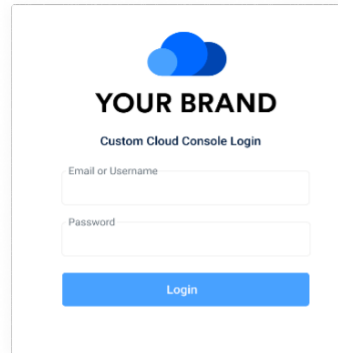 YOUR BRAND
Custom Cloud Console Login
Email or Username
Password
Login